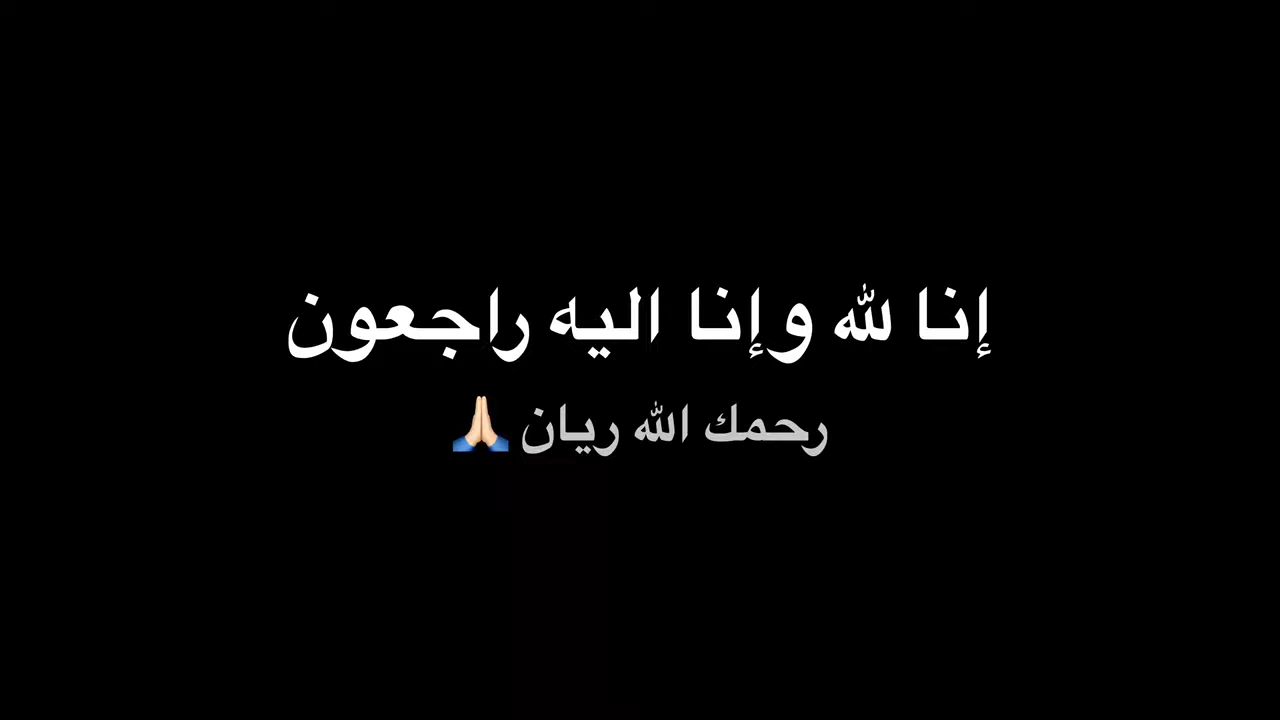 إنا لله وإنا اليه راجعون
رحمك الله ريان 🙏🏻